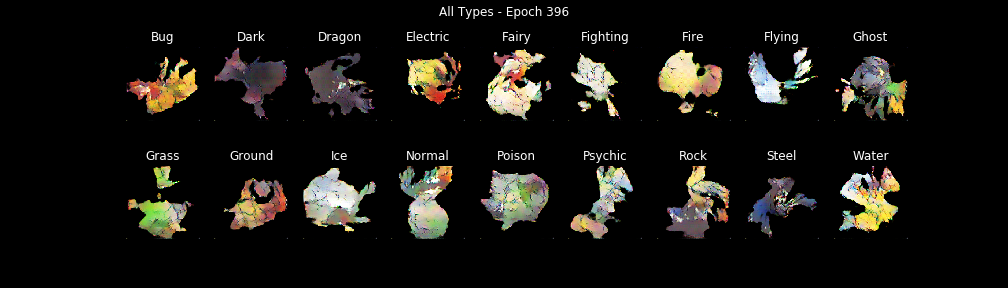 All Types - Epoch 396
Bug Dark Dragon Electric Fairy Fighting Fire Flying Ghost
Grass Ground Ice Normal Poison Psychic Rock Steel Water